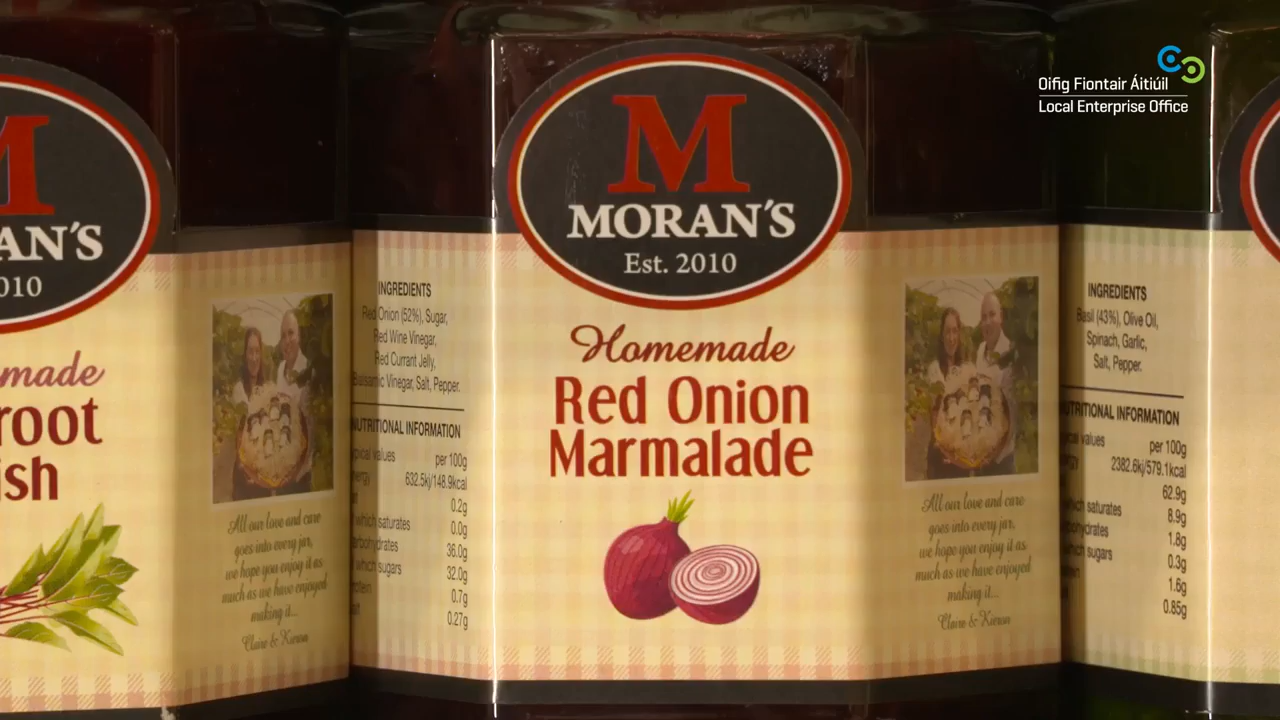 AN'S
010
made
root
ish
All our love and care
goes into every jar,
we hope you enjoy it as
much as we have enjoyed
making it...
Claire & Kieran
INGREDIENTS
Red Onion (52%), Sugar,
Red Wine Vinegar,
Red Currant Jelly,
Balsamic Vinegar, Salt, Pepper.
NUTRITIONAL INFORMATION
per 100g
632.5kj/148.9kcal
0.2g
which saturates 0.0g
carbohydrates 36.0g
which sugars 32.0g
0.7g
0.27g
M
MORAN'S
Est. 2010
Homemade
Red Onion
Marmalade
All our love and care
goes into every jar,
we hope you enjoy it as
much as we have enjoyed
making it...
Claire & Kieran
Oifig Fiontair Áitiúil
Local Enterprise Office
INGREDIENTS
Basil (43%), Olive Oil,
Spinach, Garlic,
Salt, Pepper.
NUTRITIONAL INFORMATION
values per 100g
2382.6kj/579.1kcal
62.9g
which saturates 8.9g
1.8g
which sugars 0.3g
1.6g
0.85g